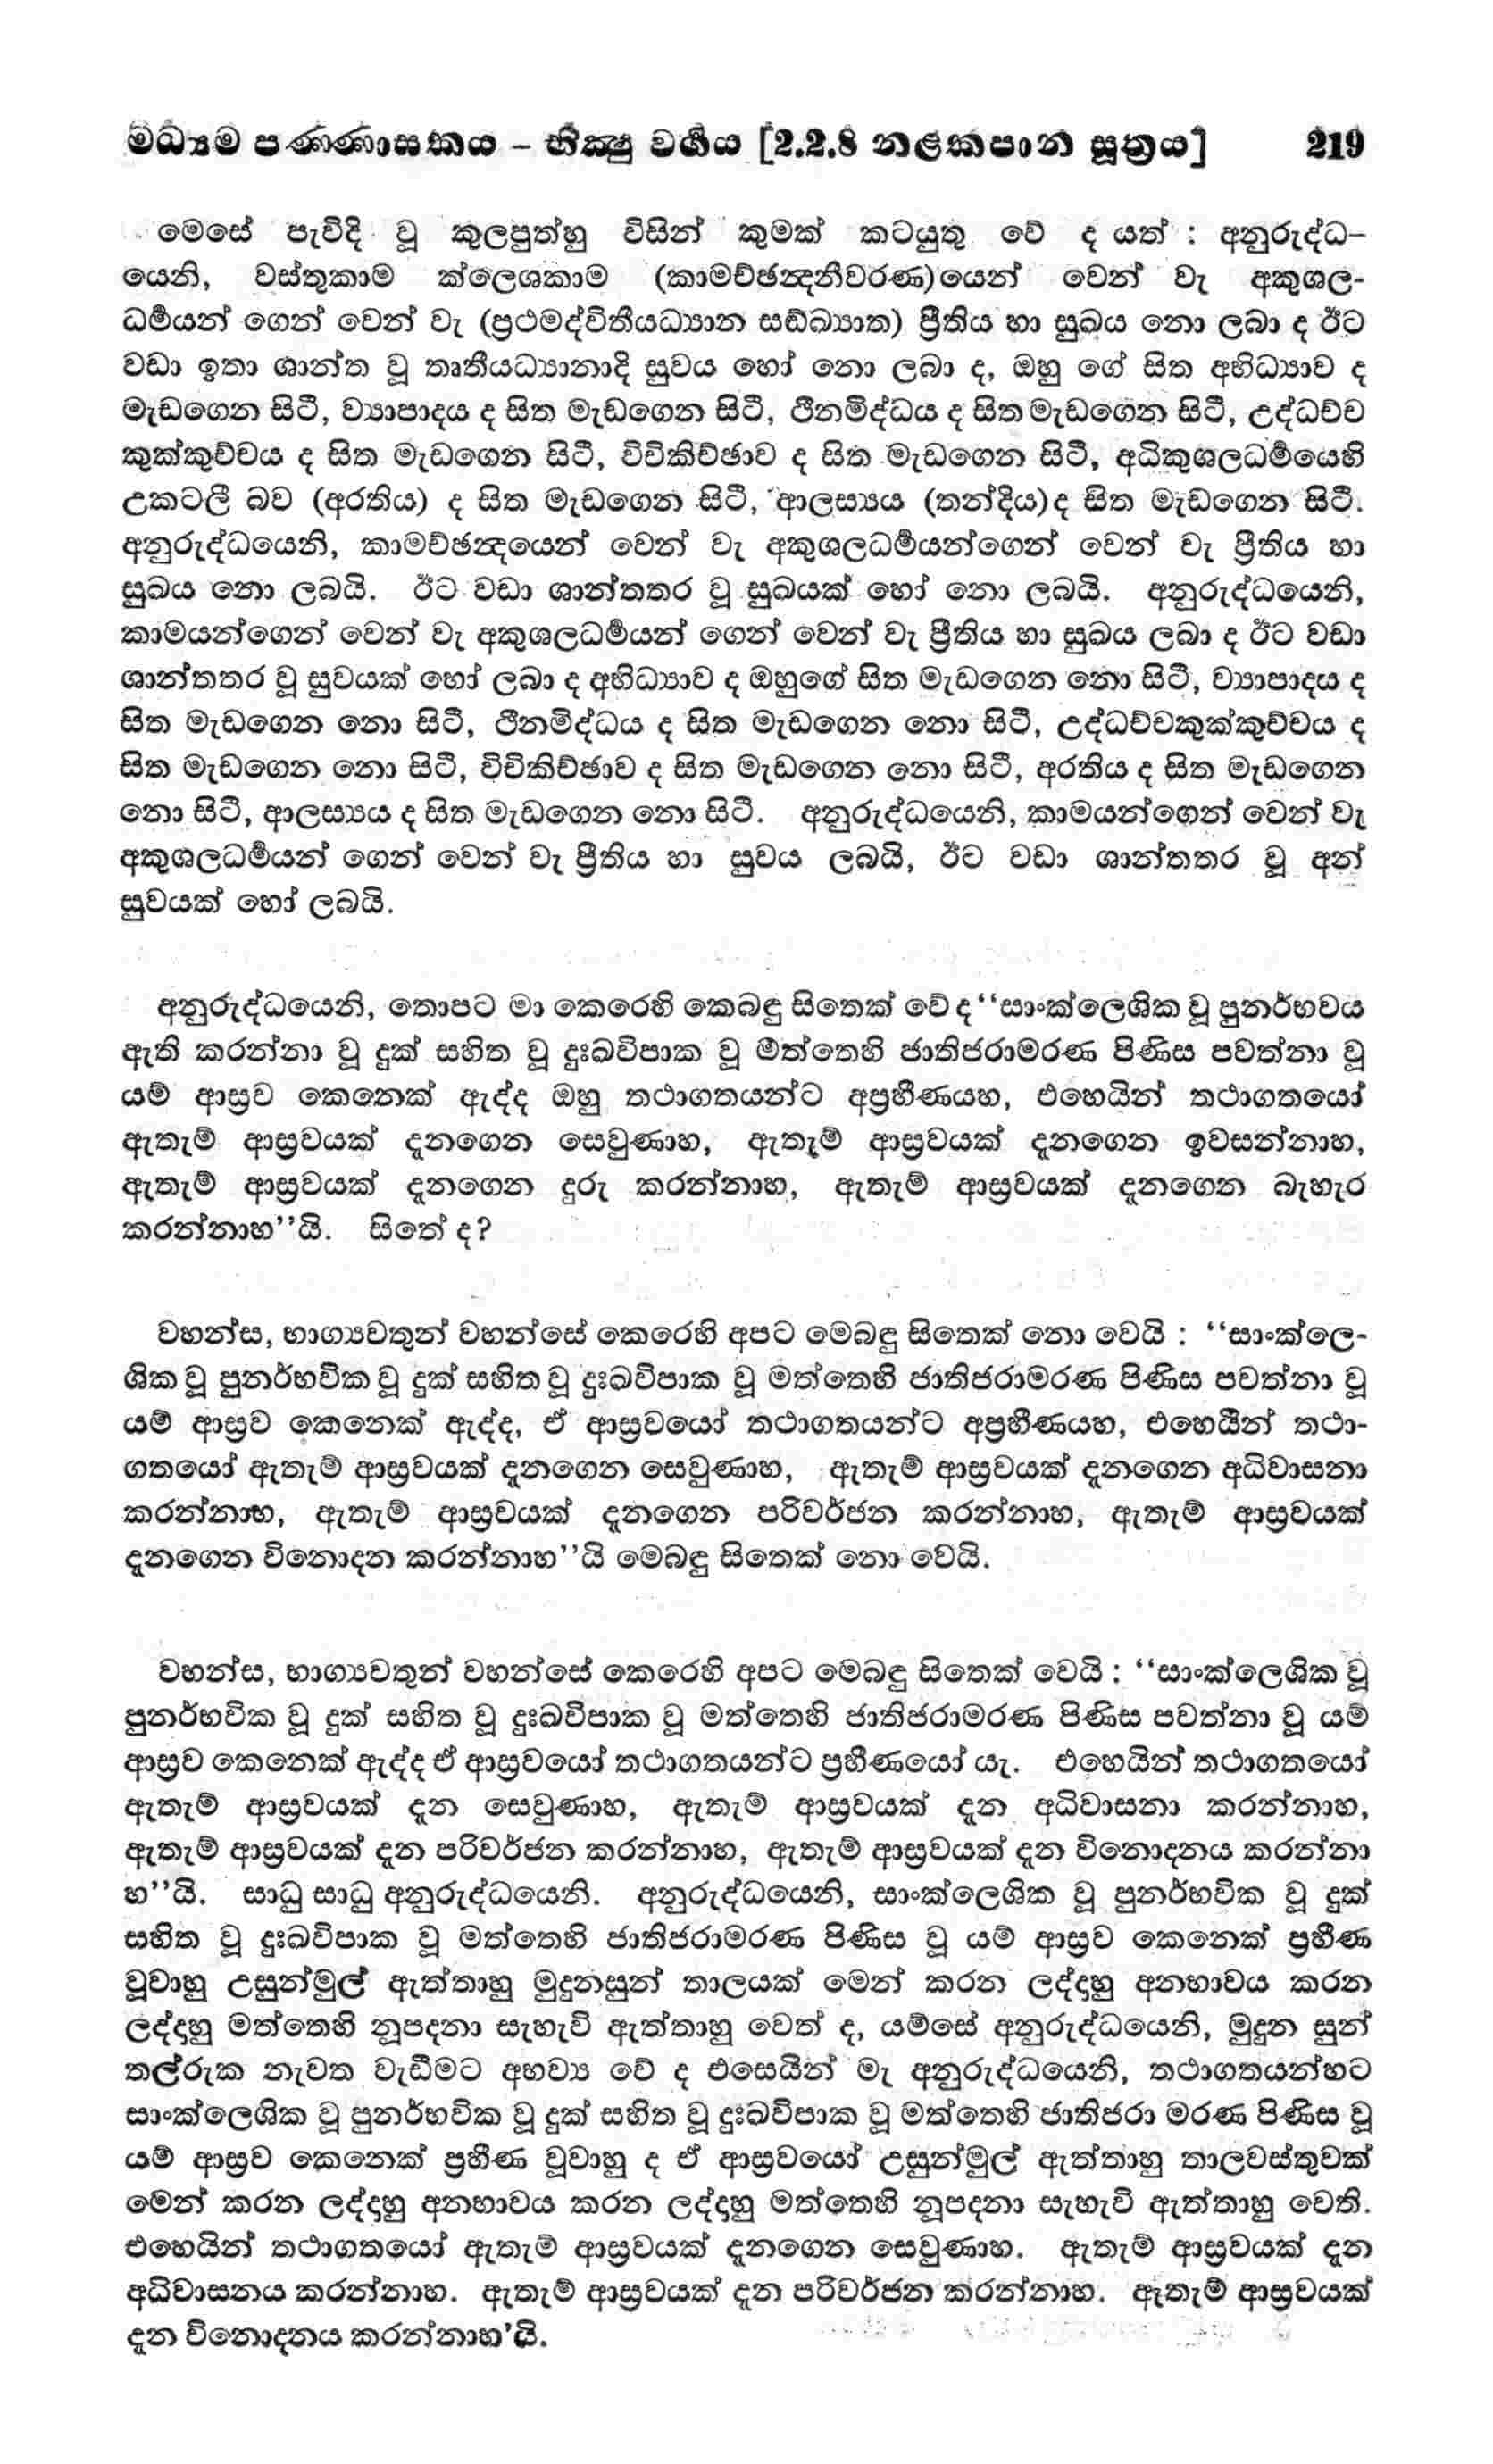 මධ්‍යම පණ්ණාසකය – භික්‍ෂු වර්‍ගය [2.2.8 නළකපාන සූත්‍රය] 219
මෙසේ පැවිදි වූ කුලපුත්හු විසින් කුමක් කටයුතු වේ ද යත් : අනුරුද්ධ–
යෙනි, වස්තුකාම ක්ලෙශකාම (කාමච්ඡන්‍දනීවරණ)යෙන් වෙන් වැ අකුශල-
ධර්‍මයන් ගෙන් වෙන් වැ (ප්‍රථමද්විතීයධ්‍යාන සඞ්ඛ්‍යාත) ප්‍රීතිය හා සුඛය නො ලබා ද ඊට
වඩා ඉතා ශාන්ත වූ තෘතීයධ්‍යානාදි සුවය හෝ නො ලබා ද, ඔහු ගේ සිත අභිධ්‍යාව ද
මැඩගෙන සිටී, ව්‍යාපාදය ද සිත මැඩගෙන සිටී, ථීනමිද්ධය ද සිත මැඩගෙන සිටී, උද්ධච්ච
කුක්කුච්චය ද සිත මැඩගෙන සිටී, විචිකිච්ඡාව ද සිත මැඩගෙන සිටී, අධිකුශලධර්‍මයෙහි
උකටලී බව (අරතිය) ද සිත මැඩගෙන සිටී, ආලස්‍යය (තන්දිය)ද සිත මැඩගෙන සිටී.
අනුරුද්ධයෙනි, කාමච්ඡන්‍දයෙන් වෙන් වැ අකුශලධර්‍මයන්ගෙන් වෙන් වැ ප්‍රීතිය හා
සුඛය නො ලබයි. ඊට වඩා ශාන්තතර වූ සුඛයක් හෝ නො ලබයි. අනුරුද්ධයෙනි,
කාමයන්ගෙන් වෙන් වැ අකුශලධර්‍මයන් ගෙන් වෙන් වැ ප්‍රීතිය හා සුඛය ලබා ද ඊට වඩා
ශාන්තතර වූ සුවයක් හෝ ලබා ද අභිධ්‍යාව ද ඔහුගේ සිත මැඩගෙන නො සිටී, ව්‍යාපාදය ද
සිත මැඩගෙන නො සිටී, ථීනමිද්ධය ද සිත මැඩගෙන නො සිටී, උද්ධච්චකුක්කුච්චය ද
සිත මැඩගෙන නො සිටී, විචිකිච්ඡාව ද සිත මැඩගෙන නො සිටී, අරතිය ද සිත මැඩගෙන
නො සිටී, ආලස්‍යය ද සිත මැඩගෙන නො සිටී. අනුරුද්ධයෙනි, කාමයන්ගෙන් වෙන් වැ
අකුශලධර්‍මයන් ගෙන් වෙන් වැ ප්‍රීතිය හා සුවය ලබයි, ඊට වඩා ශාන්තතර වූ අන්
සුවයක් හෝ ලබයි.
අනුරුද්ධයෙනි, තොපට මා කෙරෙහි කෙබඳු සිතෙක් වේ ද ‘‘සාංක්ලෙශික වූ පුනර්භවය
ඇති කරන්නා වූ දුක් සහිත වූ දුඃඛවිපාක වූ මත්තෙහි ජාතිජරාමරණ පිණිස පවත්නා වූ
යම් ආස්‍රව කෙනෙක් ඇද්ද ඔහු තථාගතයන්ට අප්‍රහීණයහ, එහෙයින් තථාගතයෝ
ඇතැම් ආස්‍රවයක් දැනගෙන සෙවුණාහ, ඇතැම් ආස්‍රවයක් දැනගෙන ඉවසන්නාහ,
ඇතැම් ආස්‍රවයක් දැනගෙන දුරු කරන්නාහ, ඇතැම් ආස්‍රවයක් දැනගෙන බැහැර
කරන්නාහ’’යි. සිතේ ද?
වහන්ස, භාග්‍යවතුන් වහන්සේ කෙරෙහි අපට මෙබඳු සිතෙක් නො වෙයි : ‘‘සාංක්ලෙ-
ශික වූ පුනර්භවික වූ දුක් සහිත වූ දුඃඛවිපාක වූ මත්තෙහි ජාතිජරාමරණ පිණිස පවත්නා වූ
යම් ආස්‍රව කෙනෙක් ඇද්ද, ඒ ආස්‍රවයෝ තථාගතයන්ට අප්‍රහීණයහ, එහෙයින් තථා-
ගතයෝ ඇතැම් ආස්‍රවයක් දැනගෙන සෙවුණාහ, ඇතැම් ආස්‍රවයක් දැනගෙන අධිවාසනා
කරන්නාහ, ඇතැම් ආස්‍රවයක් දැනගෙන පරිවර්ජන කරන්නාහ, ඇතැම් ආස්‍රවයක්
දැනගෙන විනොදන කරන්නාහ’’යි මෙබඳු සිතෙක් නො වෙයි.
වහන්ස, භාග්‍යවතුන් වහන්සේ කෙරෙහි අපට මෙබඳු සිතෙක් වෙයි : ‘‘සාංක්ලෙශික වූ
පුනර්භවික වූ දුක් සහිත වූ දුඃඛවිපාක වූ මත්තෙහි ජාතිජරාමරණ පිණිස පවත්නා වූ යම්
ආස්‍රව කෙනෙක් ඇද්ද ඒ ආස්‍රවයෝ තථාගතයන්ට ප්‍රහීණයෝ යැ. එහෙයින් තථාගතයෝ
ඇතැම් ආස්‍රවයක් දැන සෙවුණාහ, ඇතැම් ආස්‍රවයක් දැන අධිවාසනා කරන්නාහ,
ඇතැම් ආස්‍රවයක් දැන පරිවර්ජන කරන්නාහ, ඇතැම් ආස්‍රවයක් දැන විනොදනය කරන්නා
හ’’යි. සාධු සාධු අනුරුද්ධයෙනි. අනුරුද්ධයෙනි, සාංක්ලෙශික වූ පුනර්භවික වූ දුක්
සහිත වූ දුඃඛවිපාක වූ මත්තෙහි ජාතිජරාමරණ පිණිස වූ යම් ආස්‍රව කෙනෙක් ප්‍රහීණ
වූවාහු උසුන්මුල් ඇත්තාහු මුදුනසුන් තාලයක් මෙන් කරන ලද්දහු අනභාවය කරන
ලද්දහු මත්තෙහි නූපදනා සැහැවි ඇත්තාහු වෙත් ද, යම්සේ අනුරුද්ධයෙනි, මුදුන සුන්
තල්රුක නැවත වැඩීමට අභව්‍ය වේ ද එසෙයින් මැ අනුරුද්ධයෙනි, තථාගතයන්හට
සාංක්ලෙශික වූ පුනර්භවික වූ දුක් සහිත වූ දුඃඛවිපාක වූ මත්තෙහි ජාතිජරා මරණ පිණිස වූ
යම් ආස්‍රව කෙනෙක් ප්‍රහීණ වූවාහු ද ඒ ආස්‍රවයෝ උසුන්මුල් ඇත්තාහු තාලවස්තුවක්
මෙන් කරන ලද්දහු අනභාවය කරන ලද්දහු මත්තෙහි නූපදනා සැහැවි ඇත්තාහු වෙති.
එහෙයින් තථාගතයෝ ඇතැම් ආස්‍රවයක් දැනගෙන සෙවුණාහ. ඇතැම් ආස්‍රවයක් දැන
අධිවාසනය කරන්නාහ. ඇතැම් ආස්‍රවයක් දැන පරිවර්ජන කරන්නාහ. ඇතැම් ආස්‍රවයක්
දැන විනොදනය කරන්නාහ’යි.